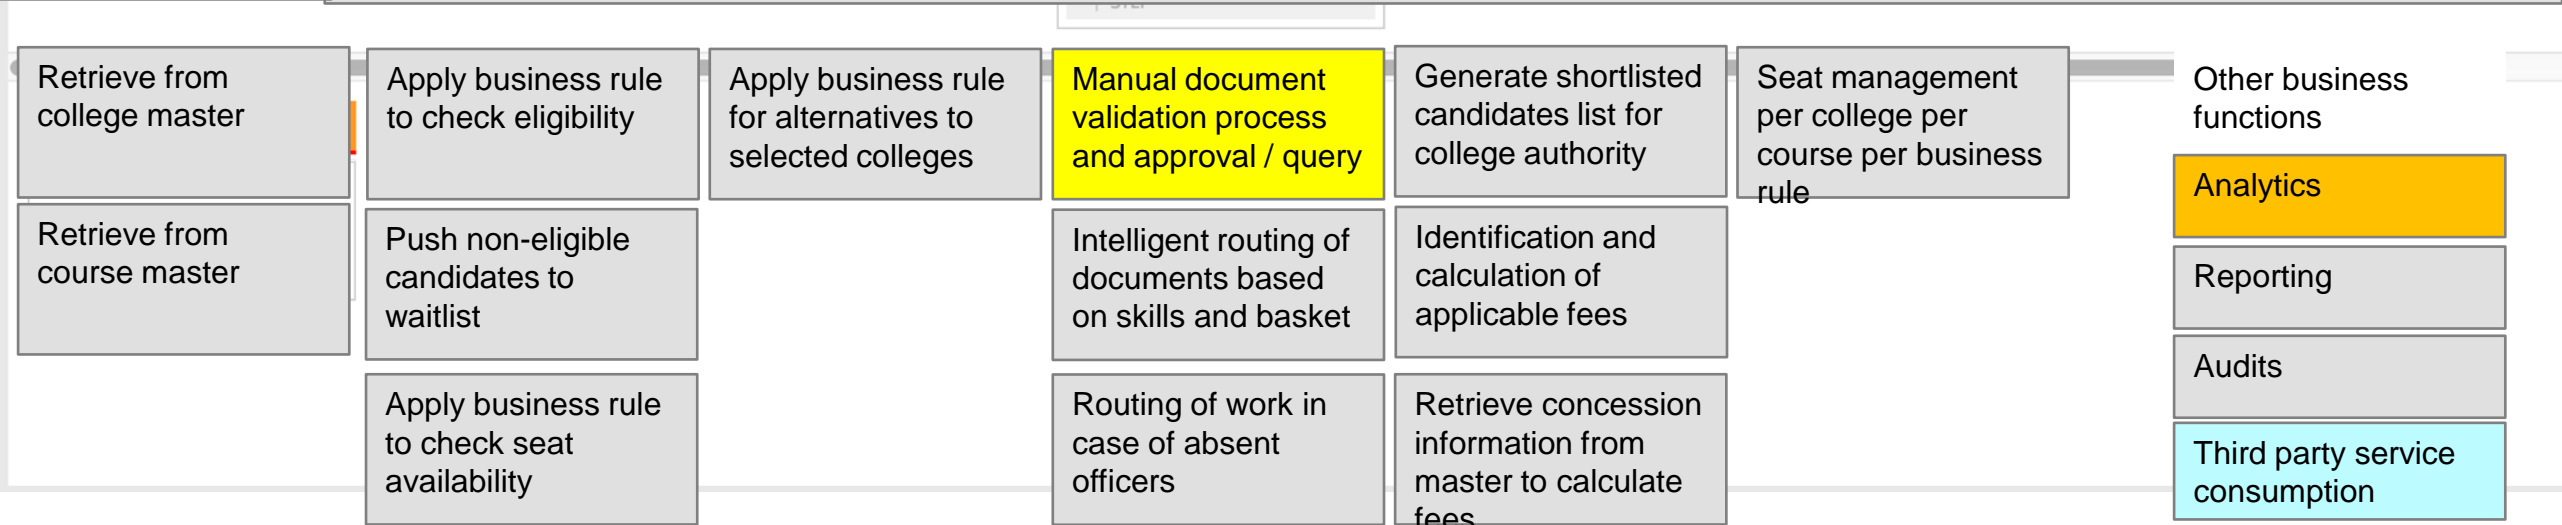 Retrieve from
college master
Apply business rule
to check eligibility
Apply business rule
for alternatives to
selected colleges
Manual document
validation process
and approval / query
Generate shortlisted
candidates list for
college authority
Seat management
per college per
course per business
rule
Other business
functions
Analytics
Retrieve from
course master
Push non-eligible
candidates to
waitlist
Intelligent routing of
documents based
on skills and basket
Identification and
calculation of
applicable fees
Reporting
Audits
Apply business rule
to check seat
availability
Routing of work in
case of absent
officers
Retrieve concession
information from
master to calculate
fees
Third party service
consumption